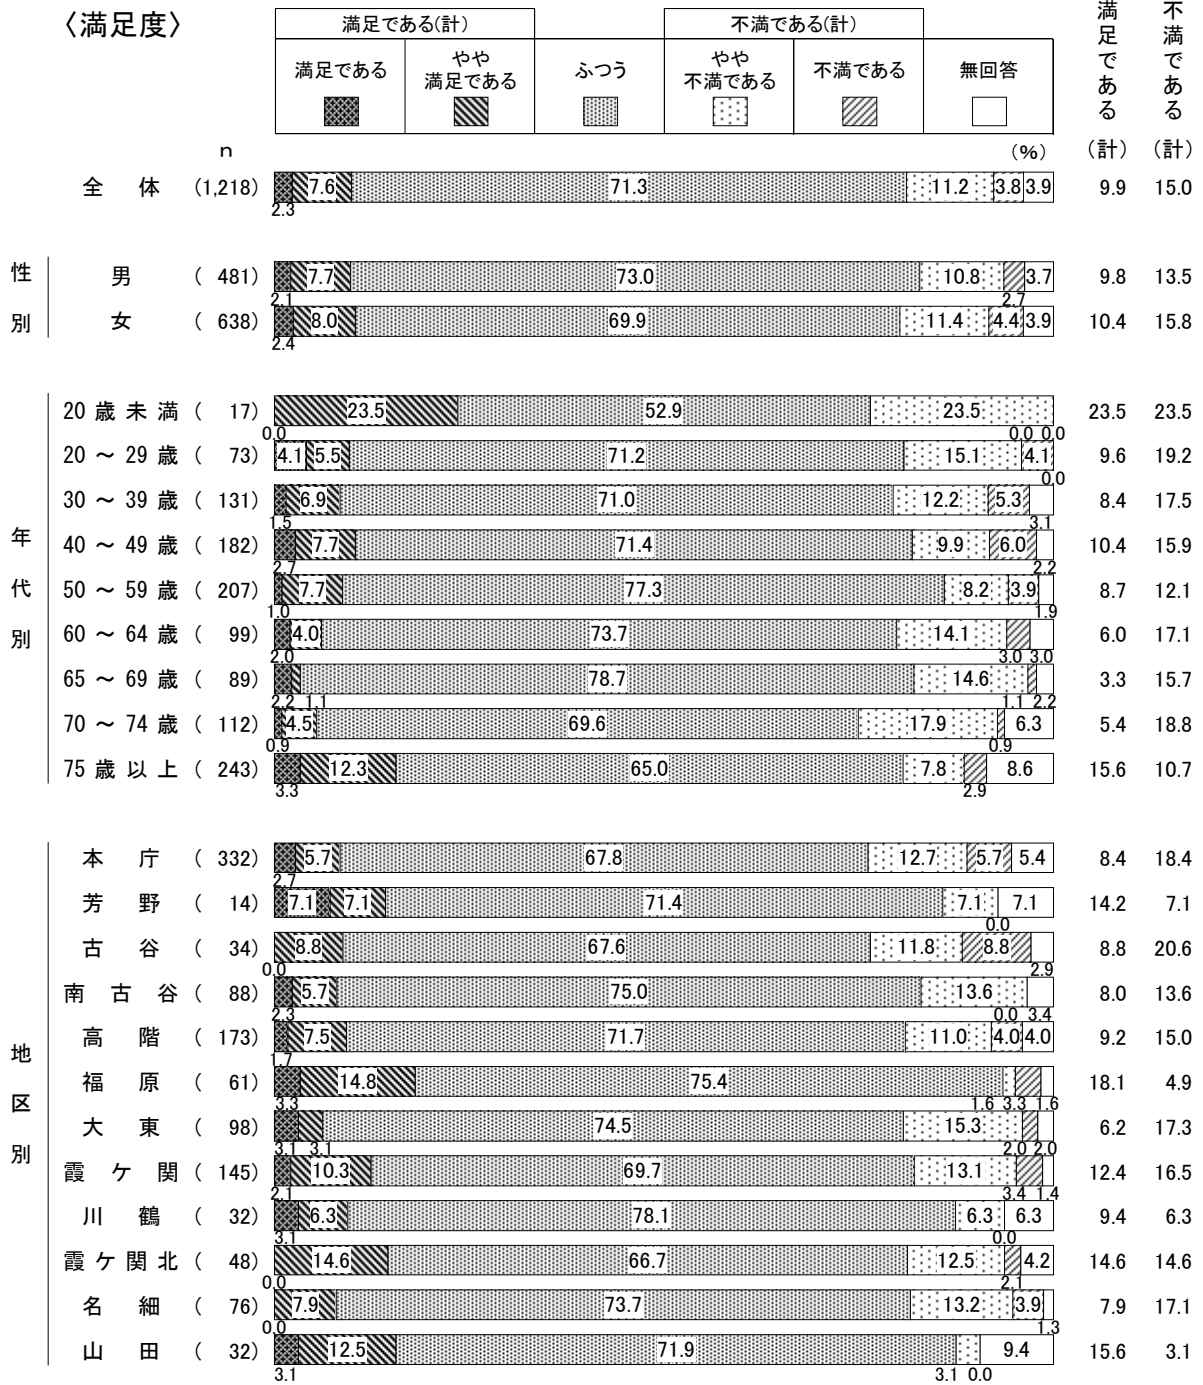 〈満足度〉
満足である(計)
不満である(計)
満足である
やや
満足である
ふつう
やや
不満である
不満である
無回答
満足である(計)
不満である(計)
n
(%)
全体 (1,218) 2.3 7.6 71.3 11.2 3.8 3.9 9.9 15.0
性別
男 ( 481) 2.1 7.7 73.0 10.8 2.7 3.7 9.8 13.5
女 ( 638) 2.4 8.0 69.9 11.4 4.4 3.9 10.4 15.8
年代別
20歳未満 ( 17) 0.0 23.5 52.9 23.5 0.0 0.0 23.5 23.5
20～29歳 ( 73) 4.1 5.5 71.2 15.1 4.1 0.0 9.6 19.2
30～39歳 ( 131) 1.5 6.9 71.0 12.2 5.3 3.1 8.4 17.5
40～49歳 ( 182) 2.7 7.7 71.4 9.9 6.0 2.2 10.4 15.9
50～59歳 ( 207) 1.0 7.7 77.3 8.2 3.9 1.9 8.7 12.1
60～64歳 ( 99) 2.0 4.0 73.7 14.1 3.0 3.0 6.0 17.1
65～69歳 ( 89) 2.2 1.1 78.7 14.6 1.1 2.2 3.3 15.7
70～74歳 ( 112) 0.9 4.5 69.6 17.9 0.9 6.3 5.4 18.8
75歳以上 ( 243) 3.3 12.3 65.0 7.8 2.9 8.6 15.6 10.7
地区別
本庁 ( 332) 2.7 5.7 67.8 12.7 5.7 5.4 8.4 18.4
芳野 ( 14) 7.1 7.1 71.4 7.1 0.0 7.1 14.2 7.1
古谷 ( 34) 0.0 8.8 67.6 11.8 8.8 2.9 8.8 20.6
南古谷 ( 88) 2.3 5.7 75.0 13.6 0.0 3.4 8.0 13.6
高階 ( 173) 1.7 7.5 71.7 11.0 4.0 4.0 9.2 15.0
福原 ( 61) 3.3 14.8 75.4 1.6 3.3 1.6 18.1 4.9
大東 ( 98) 3.1 3.1 74.5 15.3 2.0 2.0 6.2 17.3
霞ケ関 ( 145) 2.1 10.3 69.7 13.1 3.4 1.4 12.4 16.5
川鶴 ( 32) 3.1 6.3 78.1 6.3 0.0 6.3 9.4 6.3
霞ケ関北 ( 48) 0.0 14.6 66.7 12.5 2.1 4.2 14.6 14.6
名細 ( 76) 0.0 7.9 73.7 13.2 3.9 1.3 7.9 17.1
山田 ( 32) 3.1 12.5 71.9 3.1 0.0 9.4 15.6 3.1